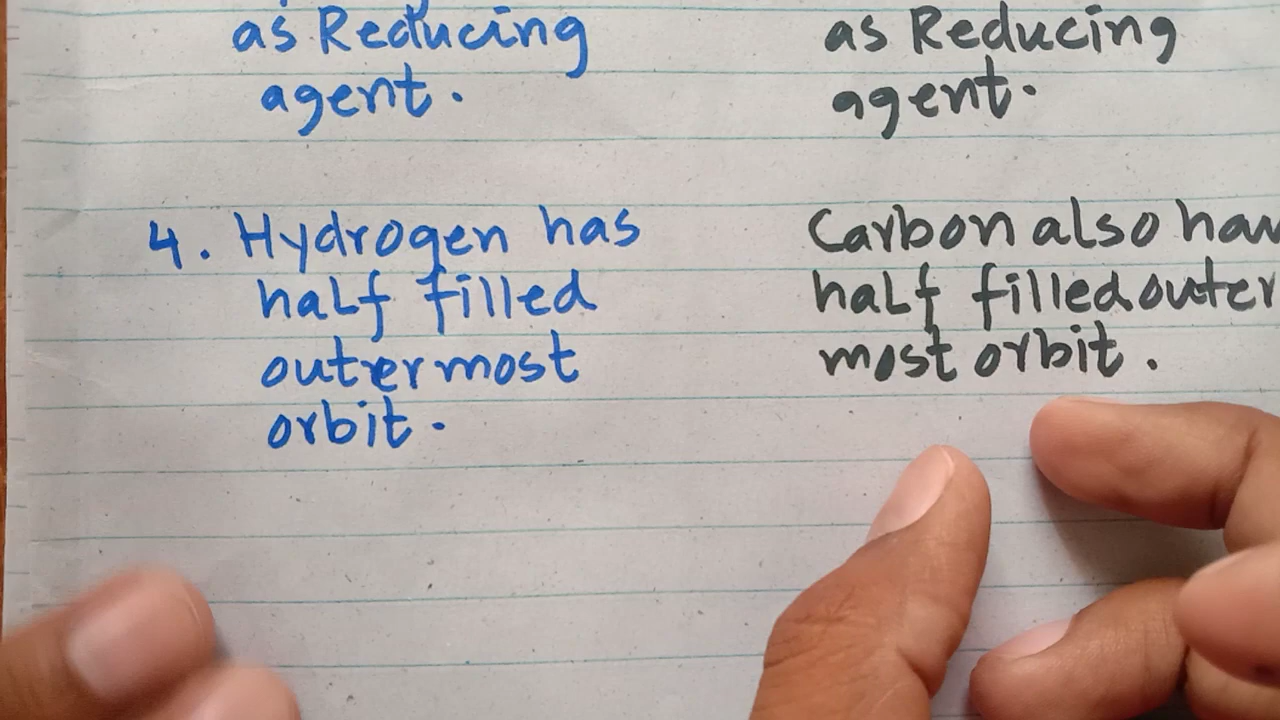 as Reducing
agent.
4. Hydrogen has
half filled
outermost
orbit.
as Reducing
agent.
Carbon also
half filled outer
most orbit.